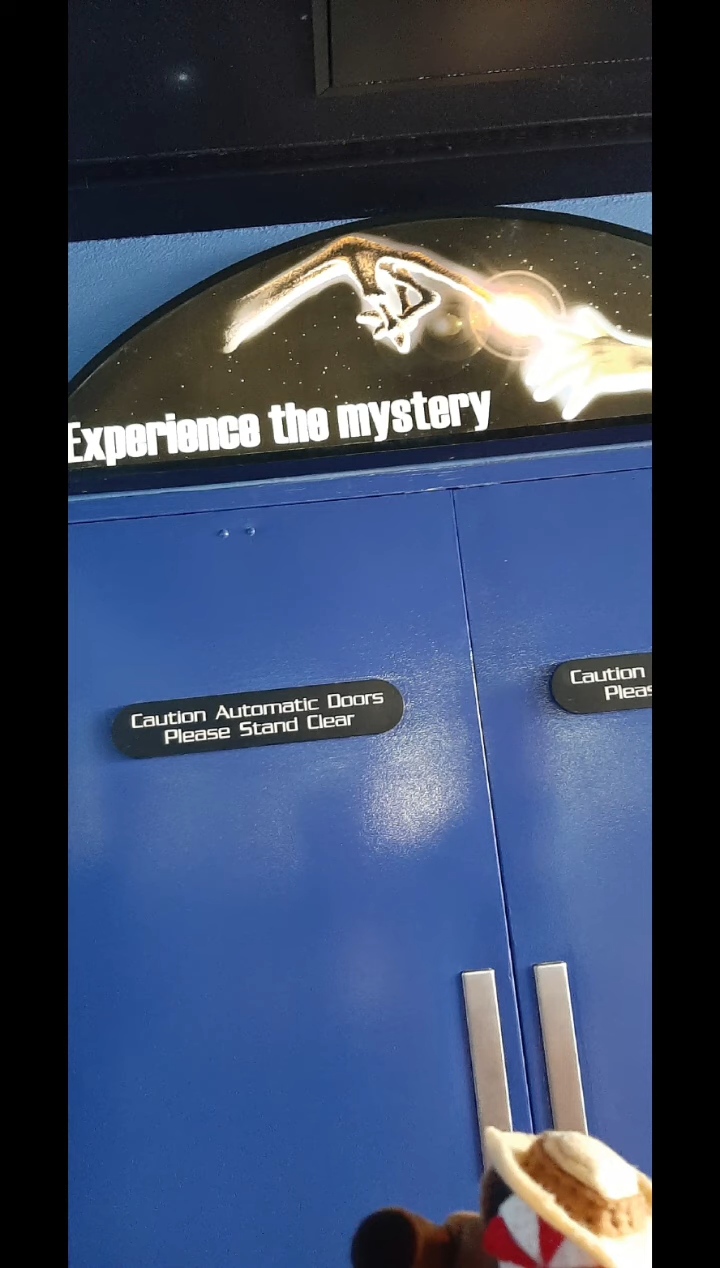 Experience the mystery
Caution Automatic Doors
Please Stand Clear
Caution